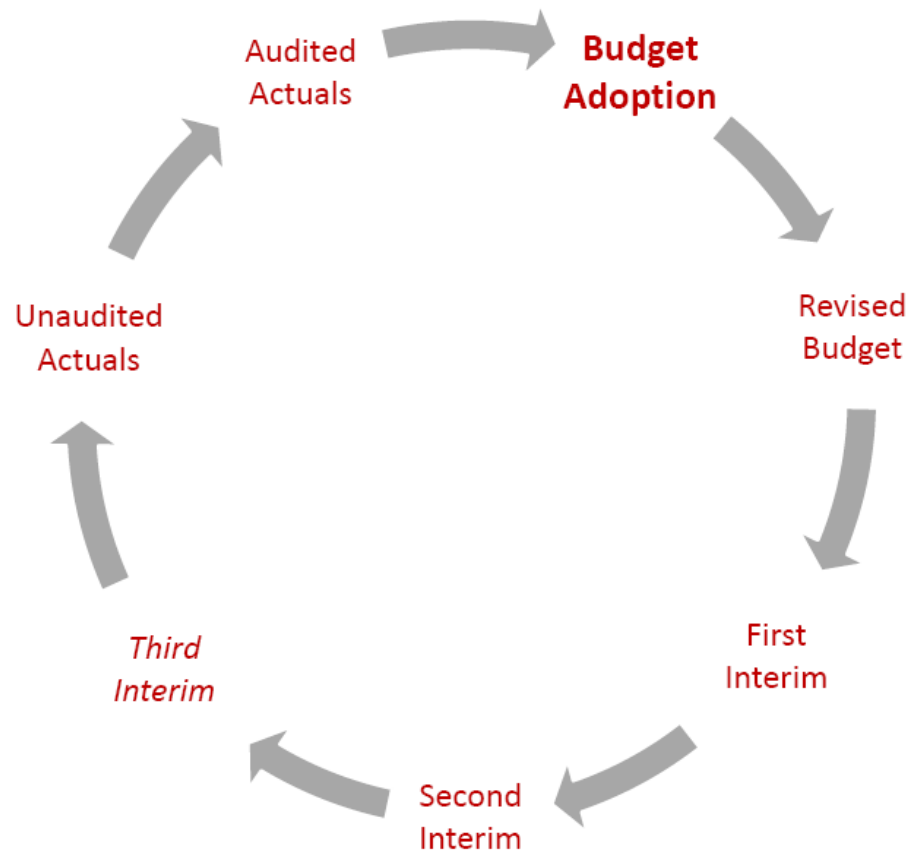 Budget
Adoption
Revised
Budget
First
Interim
Second
Interim
Third
Interim
Unaudited
Actuals
Audited
Actuals